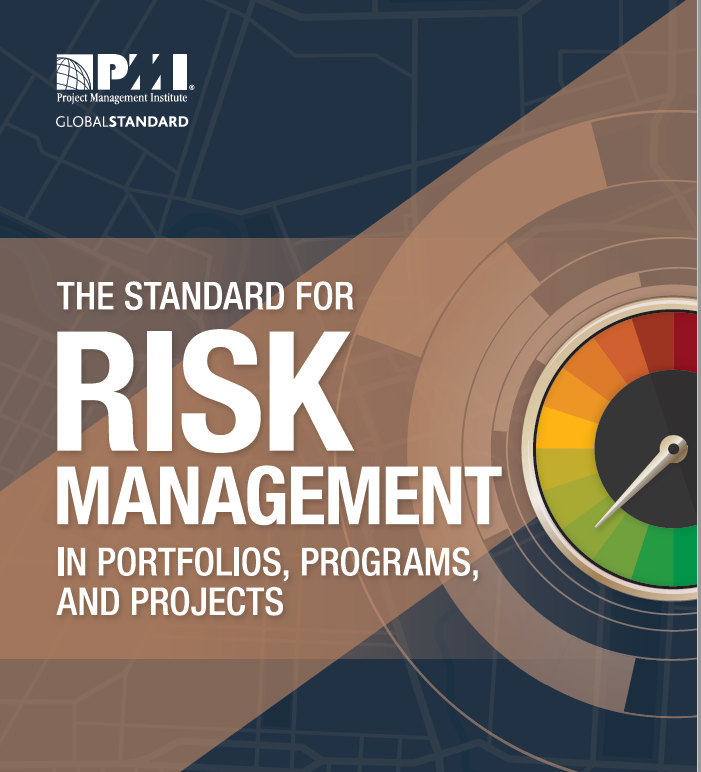 PMI®
Project Management Institute
GLOBALSTANDARD
THE STANDARD FOR
RISK
MANAGEMENT
IN PORTFOLIOS, PROGRAMS,
AND PROJECTS